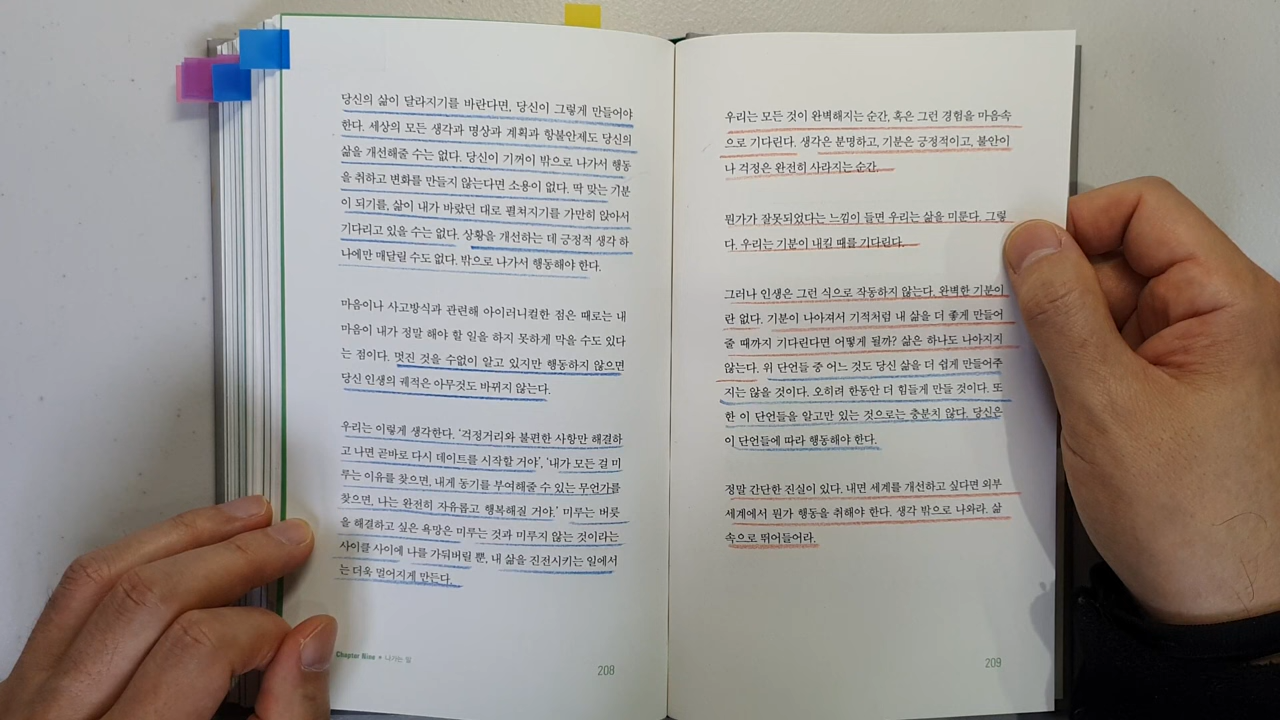 당신의 삶이 달라지기를 바란다면, 당신이 그렇게 만들어야
한다. 세상의 모든 생각과 명상과 계획과 항불안제도 당신의
삶을 개선해줄 수는 없다. 당신이 기꺼이 밖으로 나가서 행동
을 취하고 변화를 만들지 않는다면 소용이 없다. 딱 맞는 기분
이 되기를, 삶이 내가 바랐던 대로 펼쳐지기를 가만히 앉아서
기다리고 있을 수는 없다. 상황을 개선하는 데 긍정적 생각 하
나에만 매달릴 수도 없다. 밖으로 나가서 행동해야 한다.
마음이나 사고방식과 관련해 아이러니컬한 점은 때로는 내
마음이 내가 정말 해야 할 일을 하지 못하게 막을 수도 있다
는 점이다. 멋진 것을 수없이 알고 있지만 행동하지 않으면
당신 인생의 궤적은 아무것도 바뀌지 않는다.
우리는 이렇게 생각한다. '걱정거리와 불편한 사항만 해결하
고 나면 곧바로 다시 데이트를 시작할 거야', '내가 모든 걸 미
루는 이유를 찾으면, 내게 동기를 부여해줄 수 있는 무언가를
찾으면, 나는 완전히 자유롭고 행복해질 거야.' 미루는 버릇
을 해결하고 싶은 욕망은 미루는 것과 미루지 않는 것이라는
사이를 사이에 나를 가둬버릴 뿐, 내 삶을 진전시키는 일에서
는 더욱 멀어지게 만든다.
Chapter Nine • 나가는 말
208
우리는 모든 것이 완벽해지는 순간, 혹은 그런 경험을 마음속
으로 기다린다. 생각은 분명하고, 기분은 긍정적이고, 불안이
나 걱정은 완전히 사라지는 순간.
뭔가가 잘못되었다는 느낌이 들면 우리는 삶을 미룬다. 그렇
다. 우리는 기분이 내킬 때를 기다린다.
그러나 인생은 그런 식으로 작동하지 않는다. 완벽한 기분이
란 없다. 기분이 나아져서 기적처럼 내 삶을 더 좋게 만들어
줄 때까지 기다린다면 어떻게 될까? 삶은 하나도 나아지지
않는다. 위 단언들 중 어느 것도 당신 삶을 더 쉽게 만들어주
지는 않을 것이다. 오히려 한동안 더 힘들게 만들 것이다. 또
한 이 단언들을 알고만 있는 것으로는 충분치 않다. 당신은
이 단언들에 따라 행동해야 한다.
정말 간단한 진실이 있다. 내면 세계를 개선하고 싶다면 외부
세계에서 뭔가 행동을 취해야 한다. 생각 밖으로 나와라. 삶
속으로 뛰어들어라.
209